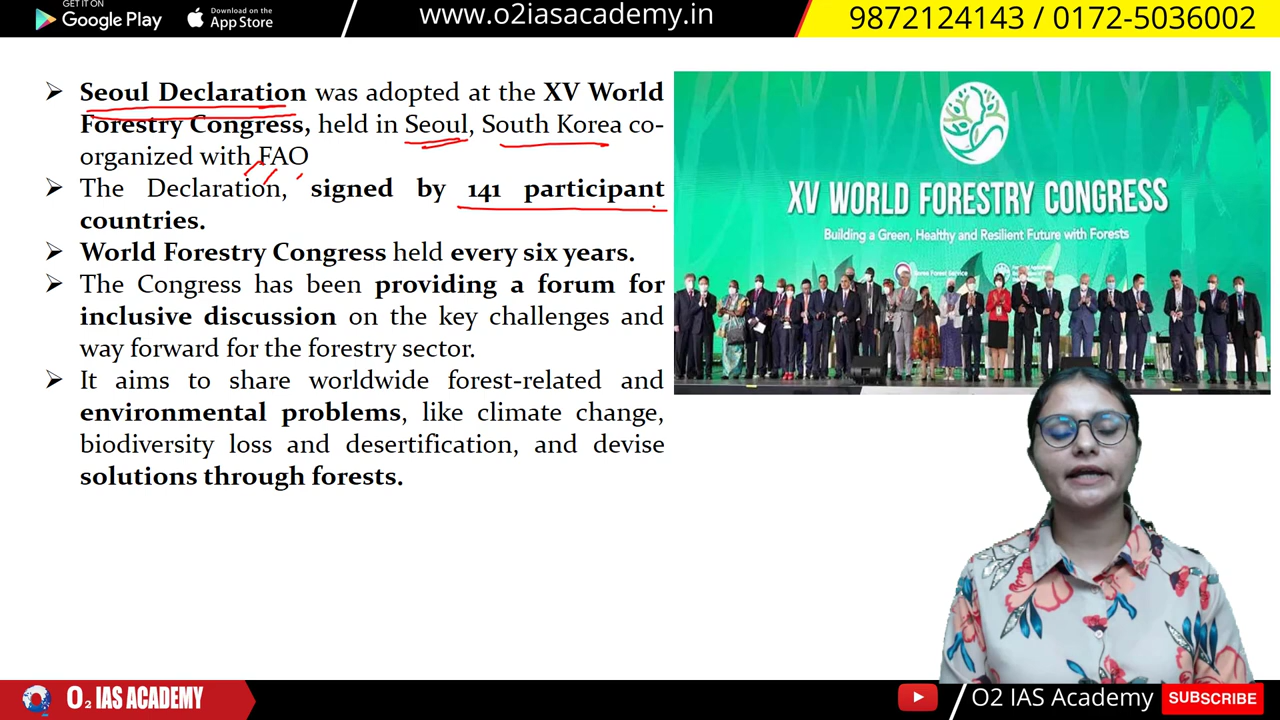 GET IT ON
Google Play
Download on the
App Store
www.o2iasacademy.in
9872124143 / 0172-5036002
➤ Seoul Declaration was adopted at the XV World
Forestry Congress, held in Seoul, South Korea co-
organized with FAO
➤ The Declaration, signed by 141 participant
countries.
➤ World Forestry Congress held every six years.
➤ The Congress has been providing a forum for
inclusive discussion on the key challenges and
way forward for the forestry sector.
➤ It aims to share worldwide forest-related and
environmental problems, like climate change,
biodiversity loss and desertification, and devise
solutions through forests.
XV WORLD FORESTRY CONGRESS
Building a Green, Healthy and Resilient Future with Forests
Korea Forest Service
O2 IAS ACADEMY
O2 IAS Academy
SUBSCRIBE